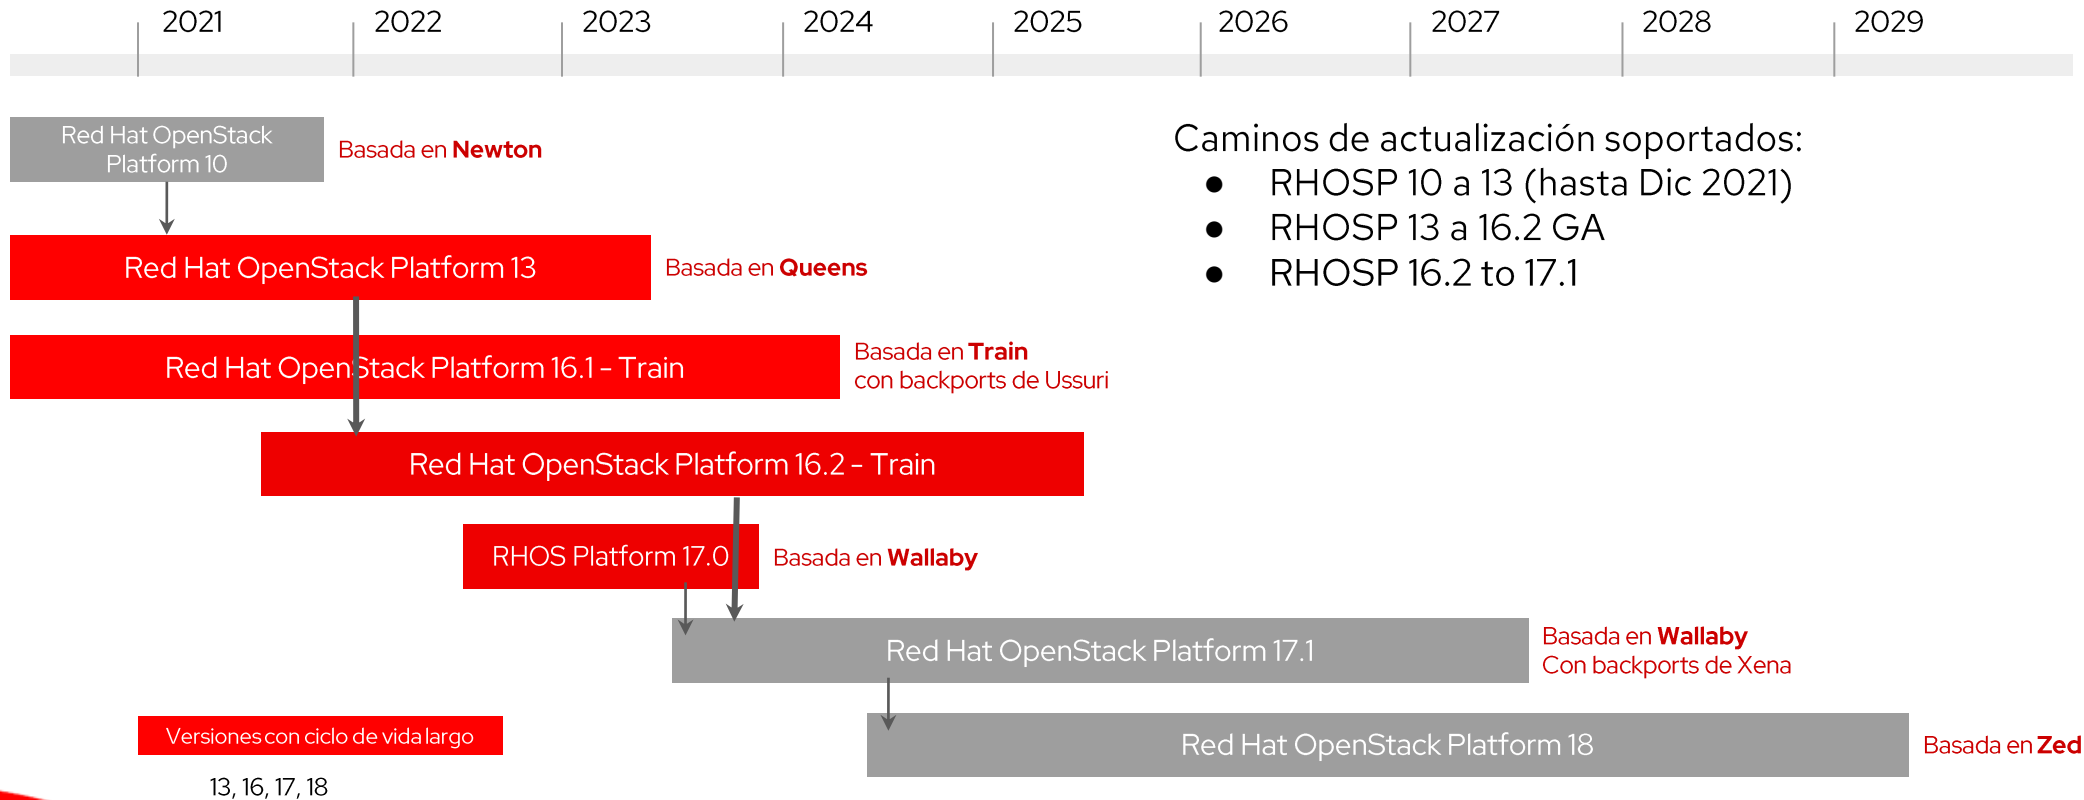 2021 2022 2023 2024 2025 2026 2027 2028 2029
Red Hat OpenStack
Platform 10
Basada en Newton
Caminos de actualización soportados:
● RHOSP 10 a 13 (hasta Dic 2021)
● RHOSP 13 a 16.2 GA
● RHOSP 16.2 to 17.1
Red Hat OpenStack Platform 13
Basada en Queens
Red Hat OpenStack Platform 16.1 - Train
Basada en Train
con backports de Ussuri
Red Hat OpenStack Platform 16.2 - Train
RHOS Platform 17.0
Basada en Wallaby
Red Hat OpenStack Platform 17.1
Basada en Wallaby
Con backports de Xena
Red Hat OpenStack Platform 18
Basada en Zed
Versiones con ciclo de vida largo
13, 16, 17, 18